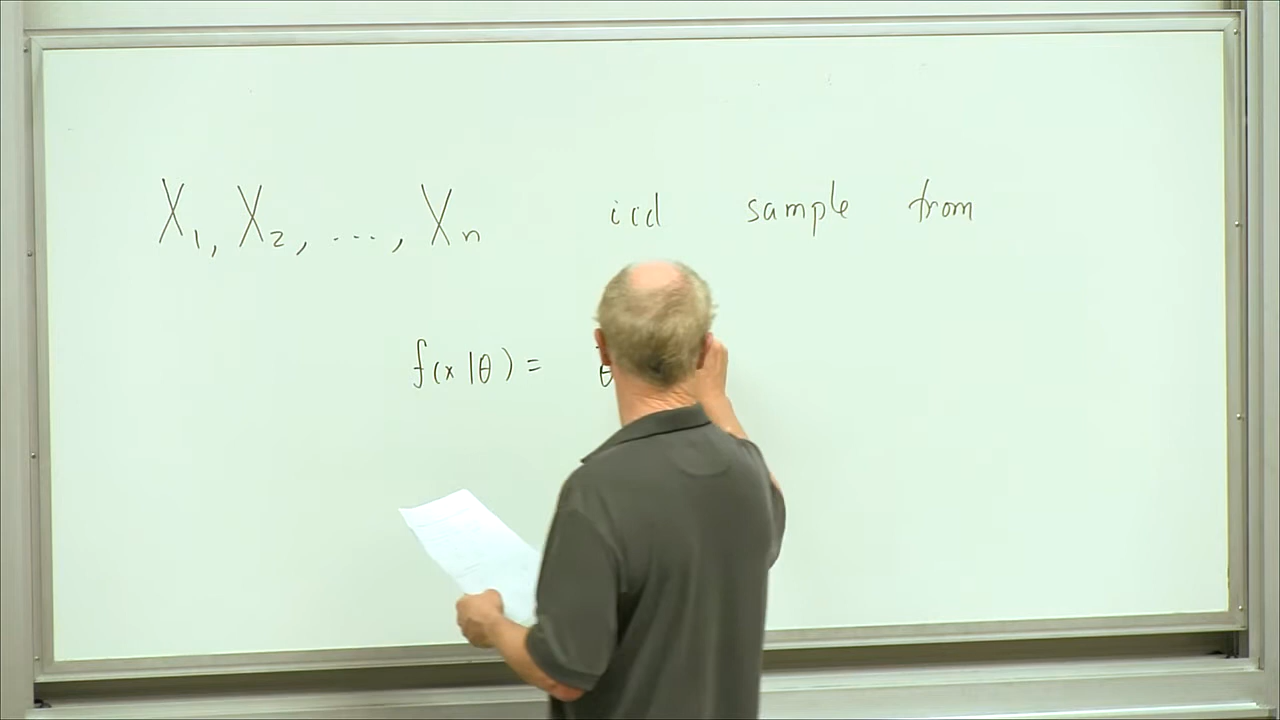 X₁, X₂, ..., Xₙ iid sample from
f(x|θ) =